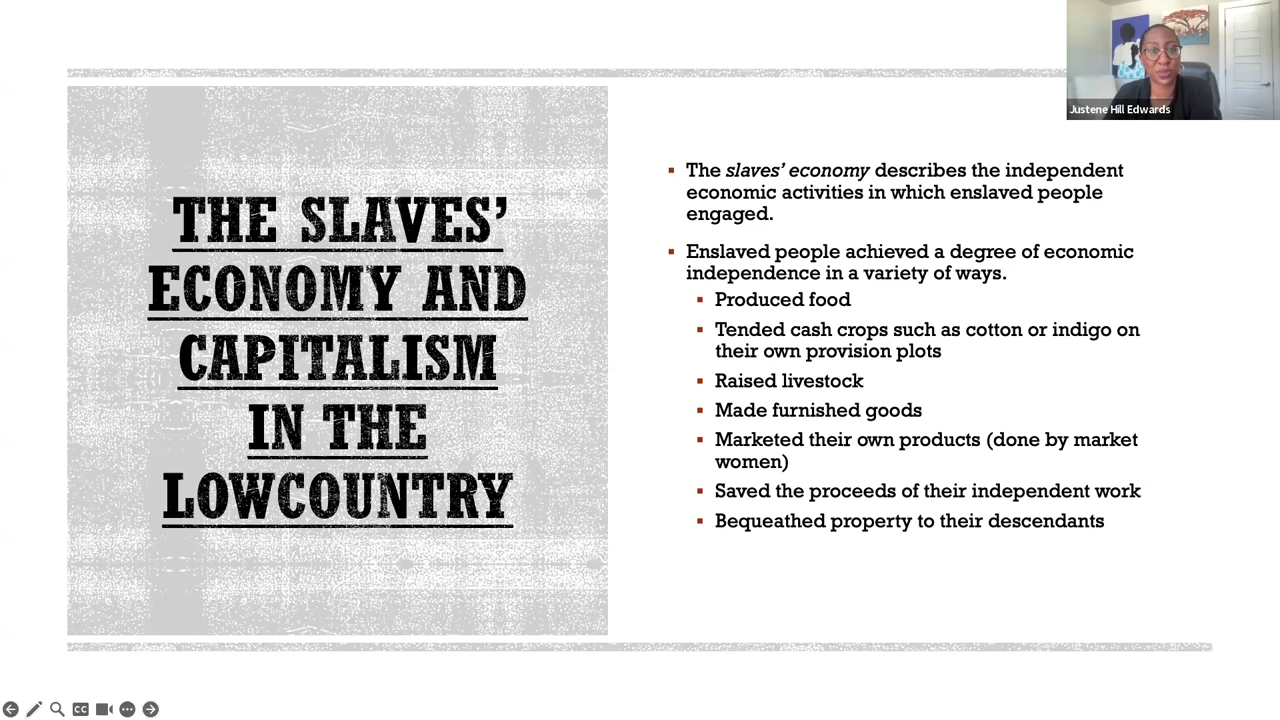 THE SLAVES’
ECONOMY AND
CAPITALISM
IN THE
LOWCOUNTRY
Justene Hill Edwards
The slaves’ economy describes the independent
economic activities in which enslaved people
engaged.
Enslaved people achieved a degree of economic
independence in a variety of ways.
Produced food
Tended cash crops such as cotton or indigo on
their own provision plots
Raised livestock
Made furnished goods
Marketed their own products (done by market
women)
Saved the proceeds of their independent work
Bequeathed property to their descendants
CC